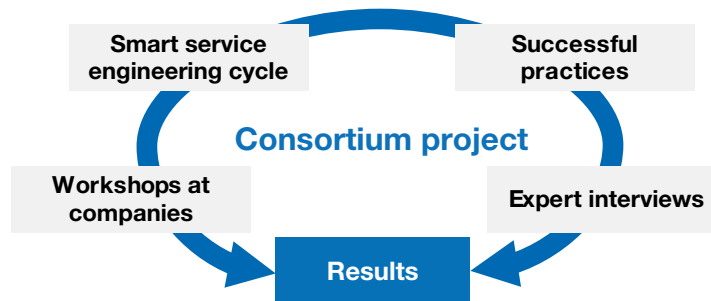 Smart service
engineering cycle
Successful
practices
Consortium project
Workshops at
companies
Expert interviews
Results